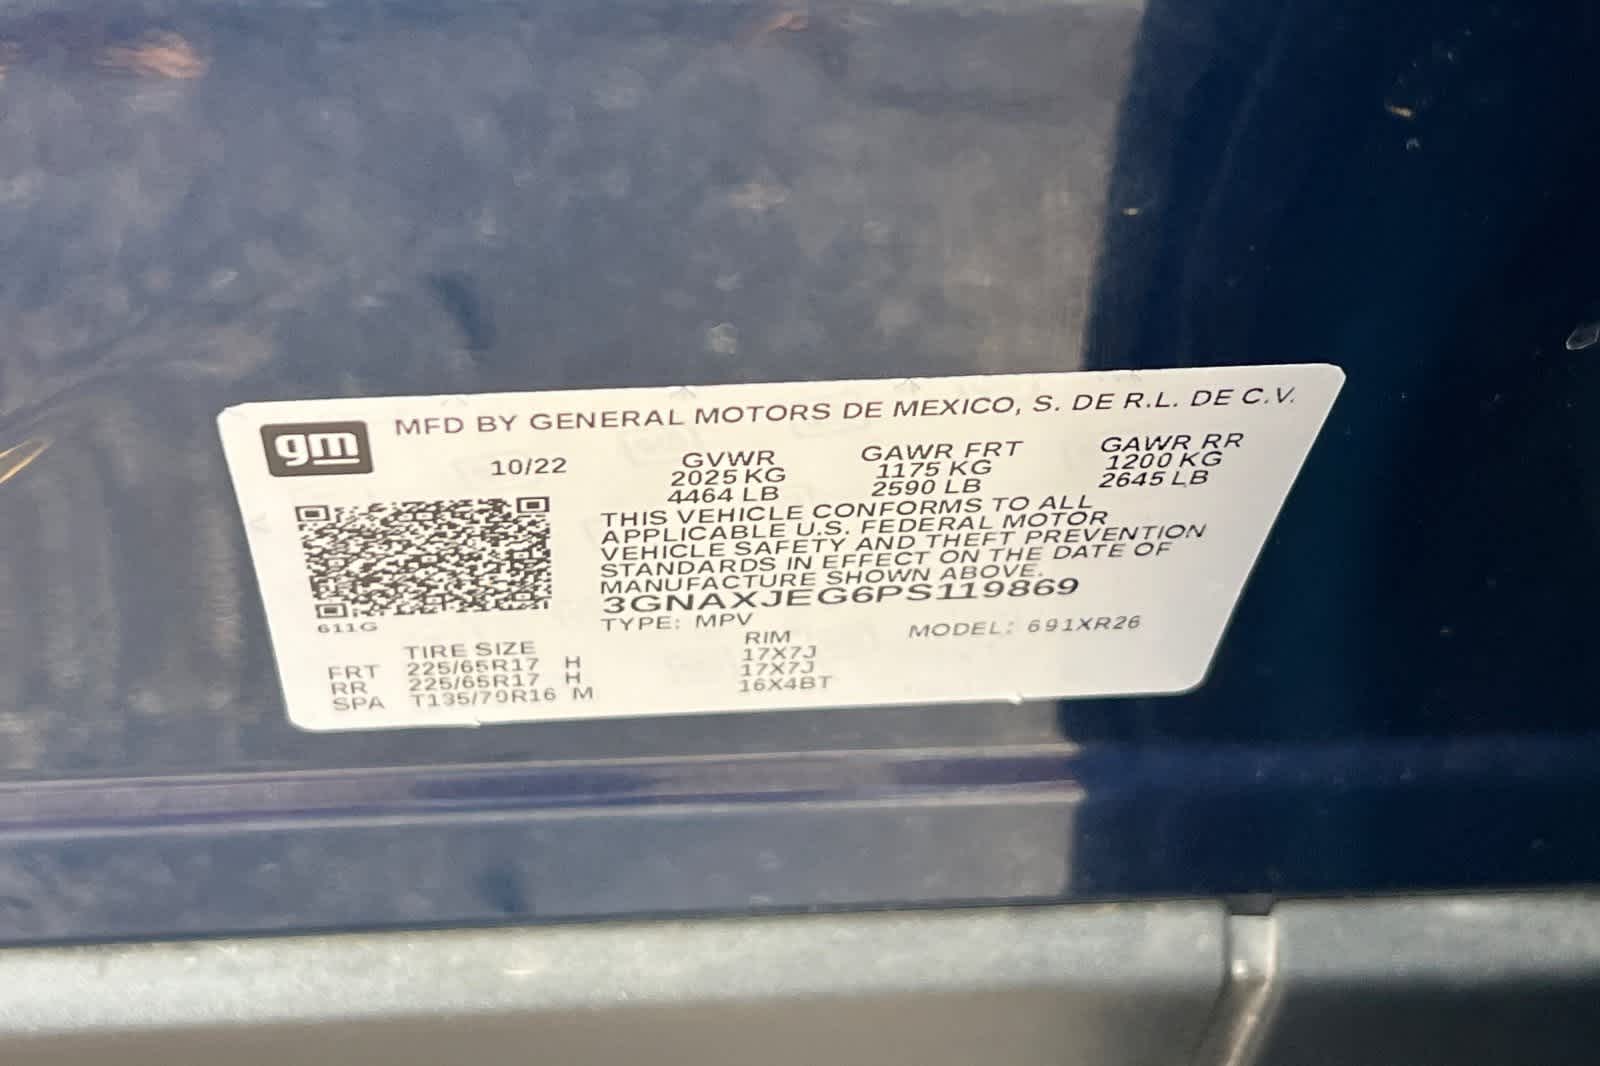 gm
MFD BY GENERAL MOTORS DE MEXICO, S. DE R.L. DE C.V.
10/22 GVWR GAWR FRT GAWR RR
2025 KG 1175 KG 1200 KG
4464 LB 2590 LB 2645 LB
THIS VEHICLE CONFORMS TO ALL
APPLICABLE U.S. FEDERAL MOTOR
VEHICLE SAFETY AND THEFT PREVENTION
STANDARDS IN EFFECT ON THE DATE OF
MANUFACTURE SHOWN ABOVE.
3GNAXJEG6PS119869
611G
TYPE: MPV MODEL: 691XR26
TIRE SIZE RIM
FRT 225/65R17 H 17X7J
RR 225/65R17 H 17X7J
SPA T135/70R16 M 16X4BT